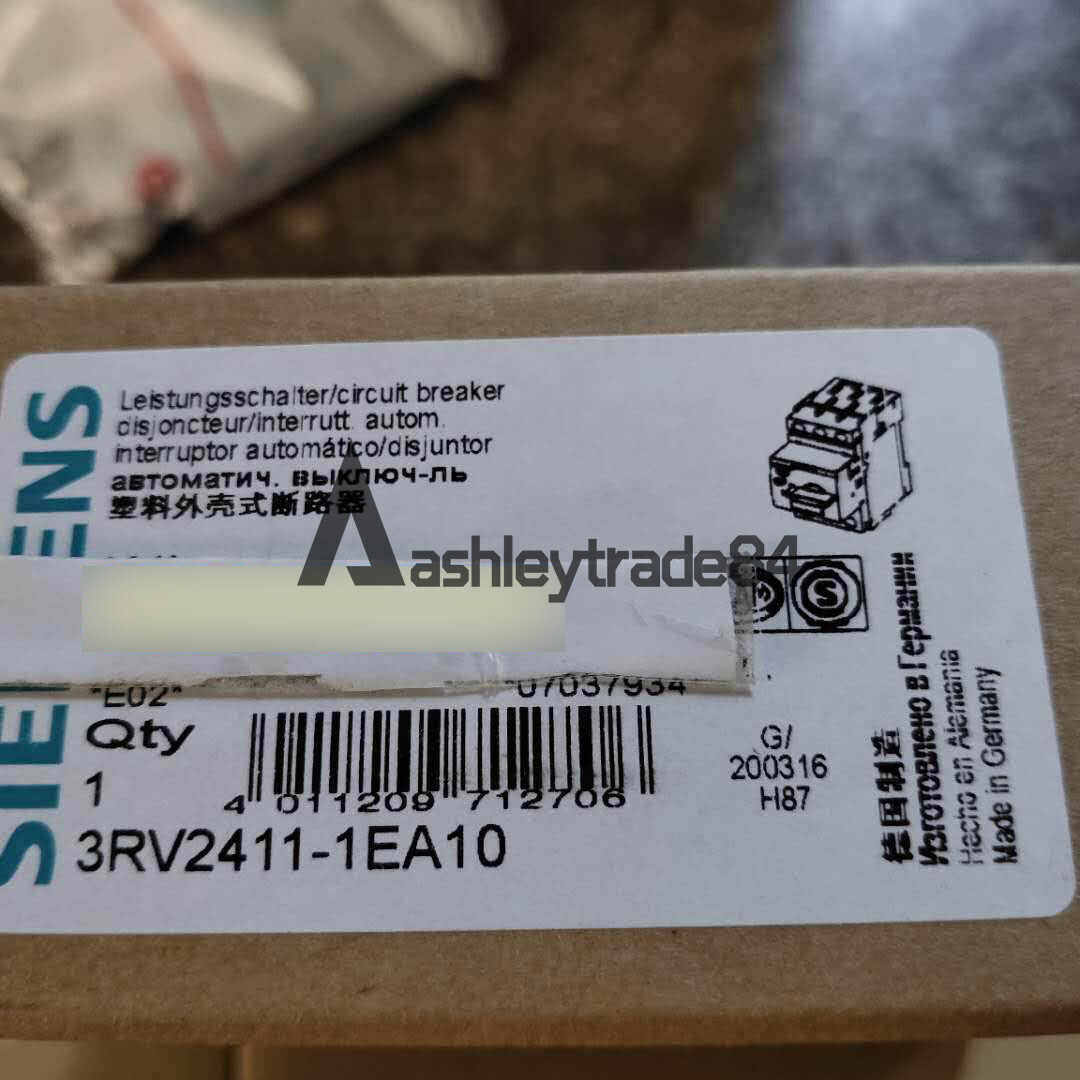 SIEMENS
Leistungsschalter/circuit breaker
disjoncteur/interrutt. autom.
interruptor automático/disjuntor
автоматич. выключ-ль
塑料外壳式断路器
Aashleytrade84
S
"E02"
07037934
Qty
1
4 011209 712706
3RV2411-1EA10
G/
200316
H87
德国制造
Изготовлено в Германии
Hecho en Alemania
Made in Germany